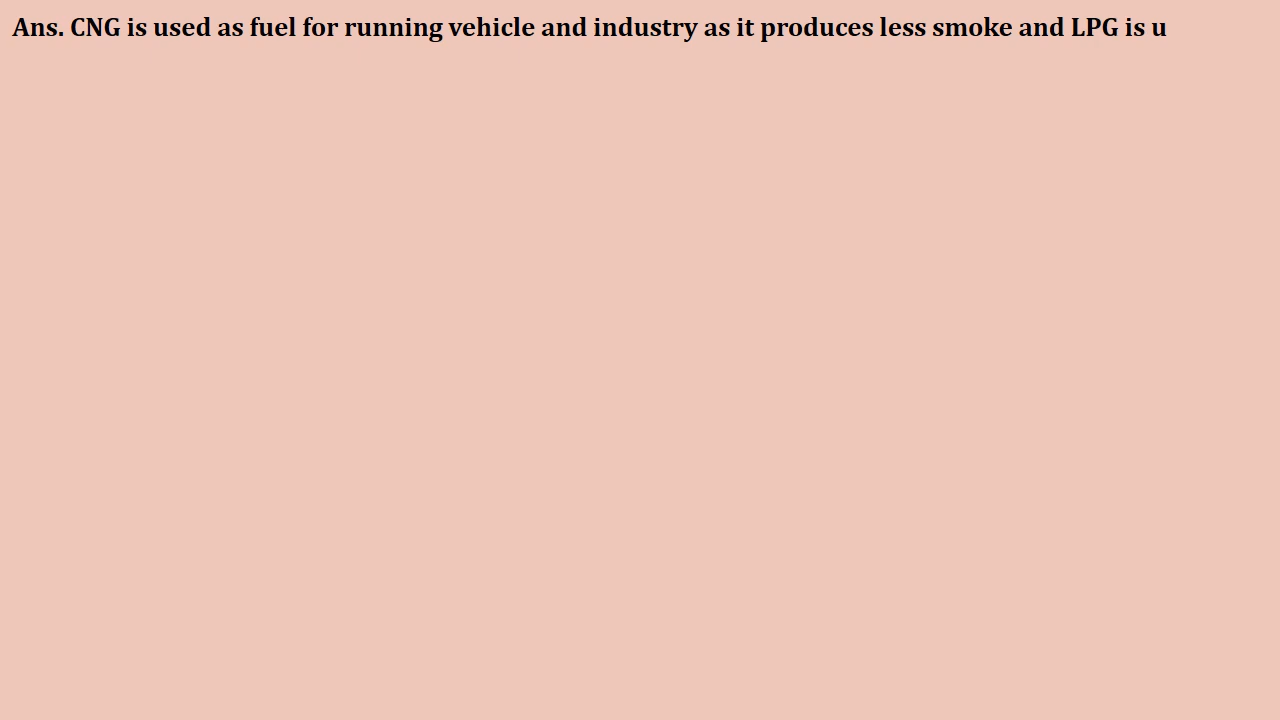 Ans. CNG is used as fuel for running vehicle and industry as it produces less smoke and LPG is u